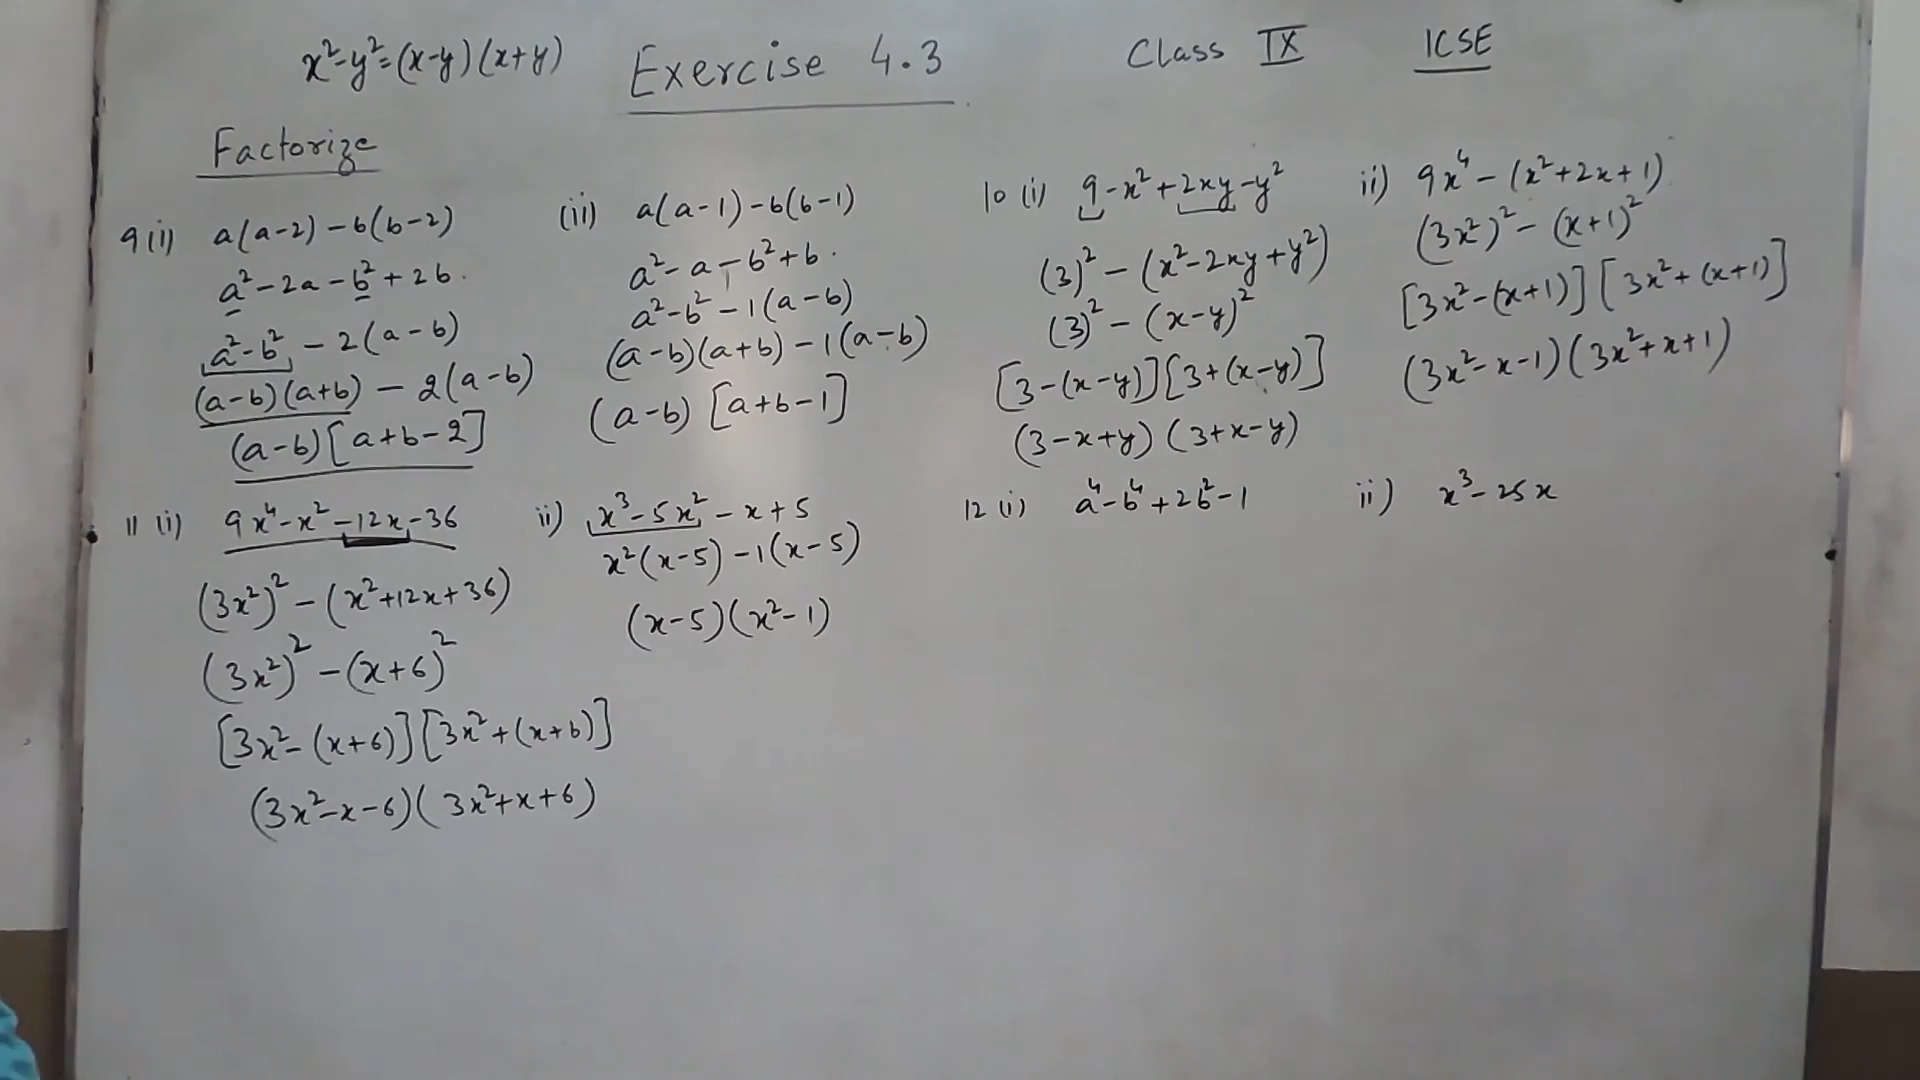 x²-y²=(x-y)(x+y)
Exercise 4.3
Class IX ICSE
Factorize
9(i) a(a-2)-b(b-2)
a²-2a-b²+2b.
a²-b²-2(a-b)
(a-b)(a+b)-2(a-b)
(a-b)[a+b-2]
(ii) a(a-1)-b(b-1)
a²-a-b²+b.
a²-b²-1(a-b)
(a-b)(a+b)-1(a-b)
(a-b)[a+b-1]
10(i) 9-x²+2xy-y²
(3)²-(x²-2xy+y²)
(3)²-(x-y)²
[3-(x-y)][3+(x-y)]
(3-x+y)(3+x-y)
ii) 9x⁴-(x²+2x+1)
(3x²)²-(x+1)²
[3x²-(x+1)][3x²+(x+1)]
(3x²-x-1)(3x²+x+1)
11(i) 9x⁴-x²-12x-36
(3x²)²-(x²+12x+36)
(3x²)²-(x+6)²
[3x²-(x+6)][3x²+(x+6)]
(3x²-x-6)(3x²+x+6)
ii) x³-5x²-x+5
x²(x-5)-1(x-5)
(x-5)(x²-1)
12(i) a⁴-b⁴+2b²-1
ii) x³-25x